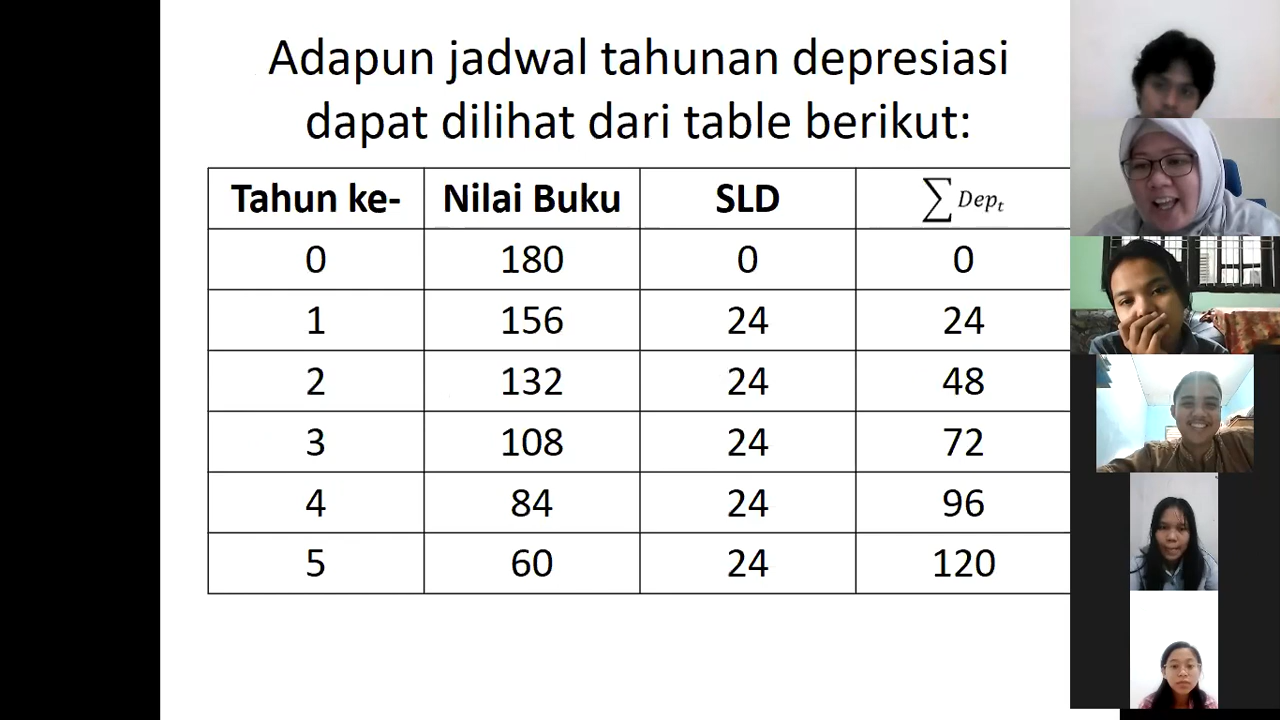 Adapun jadwal tahunan depresiasi
dapat dilihat dari table berikut:
Tahun ke- Nilai Buku SLD ∑ Depₜ
0 180 0 0
1 156 24 24
2 132 24 48
3 108 24 72
4 84 24 96
5 60 24 120